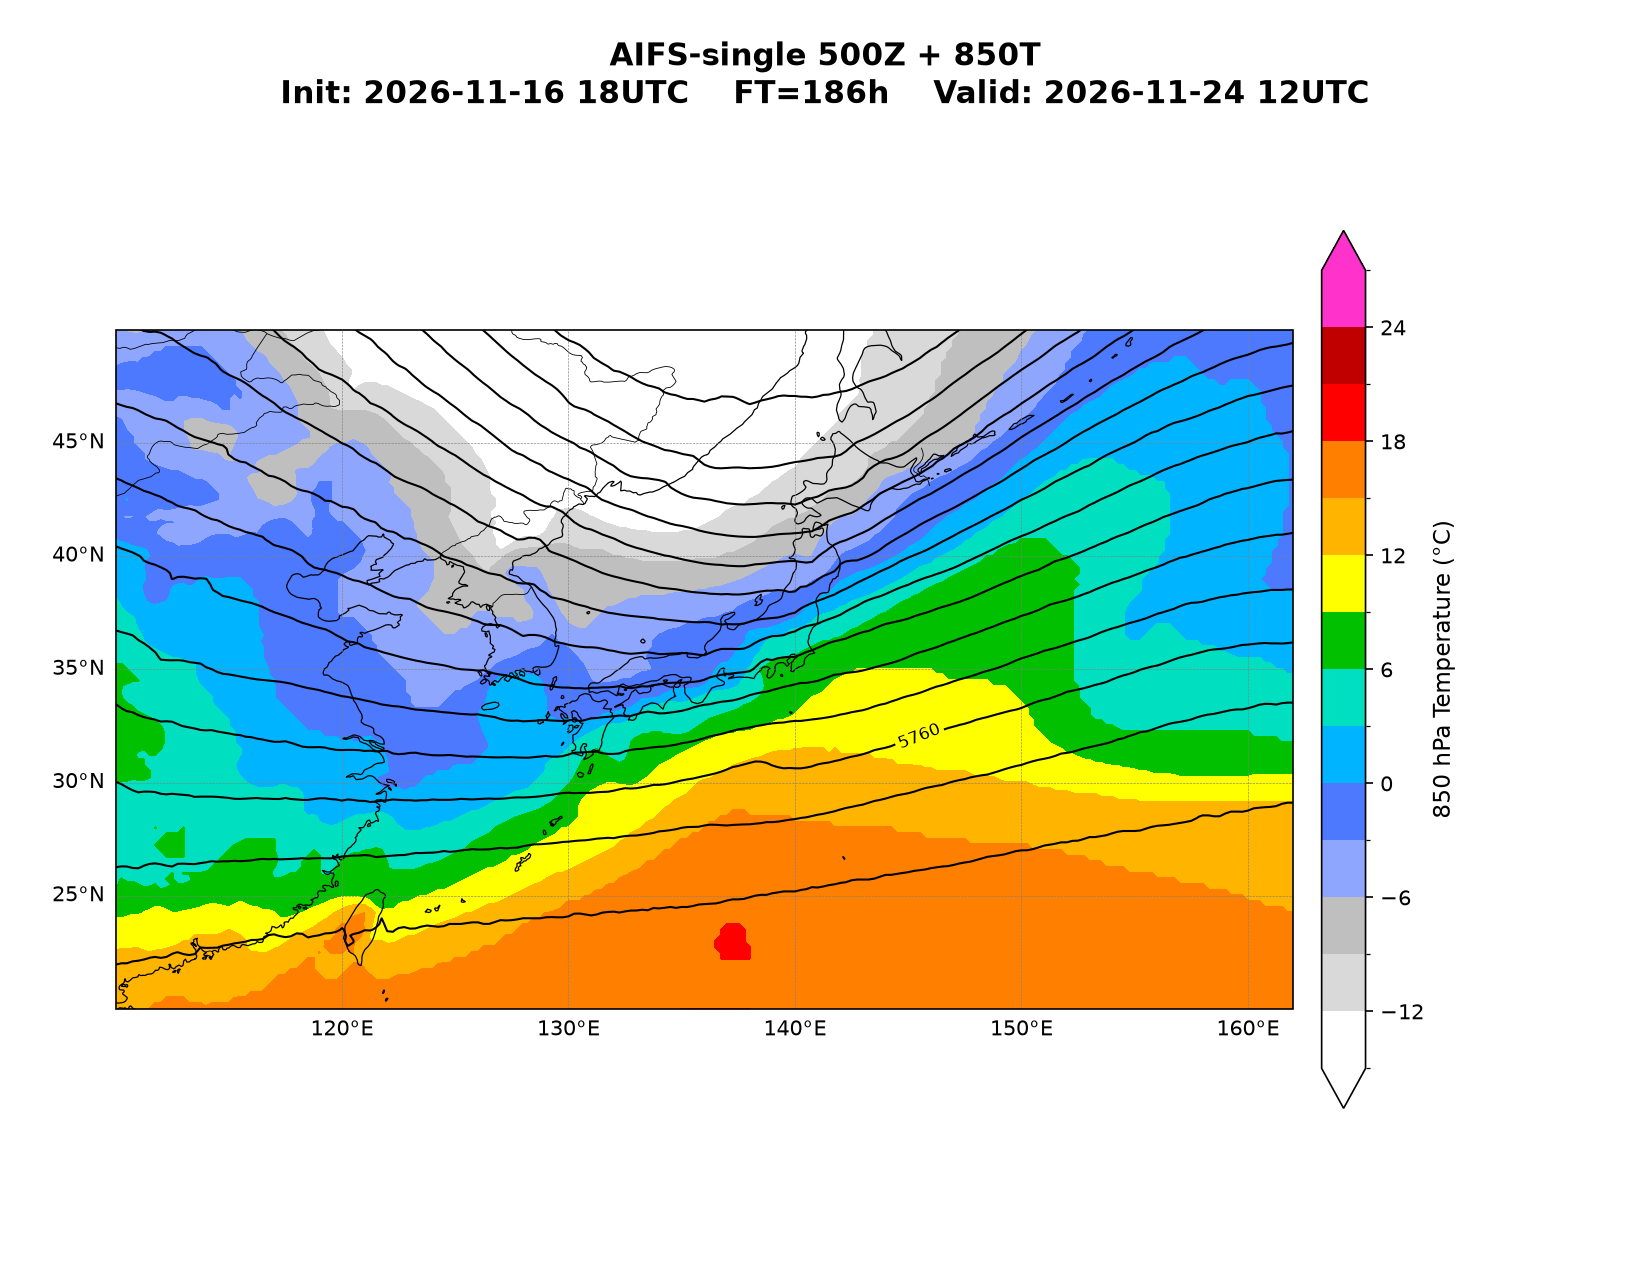 AIFS-single 500Z + 850T
Init: 2026-11-16 18UTC    FT=186h    Valid: 2026-11-24 12UTC
45°N
40°N
35°N
30°N
25°N
120°E
130°E
140°E
150°E
160°E
5760
24
18
12
6
0
−6
−12
850 hPa Temperature (°C)